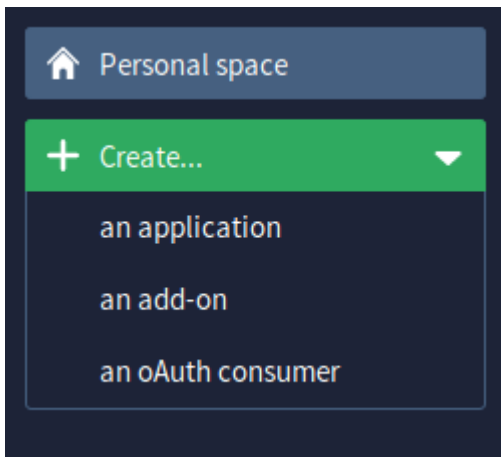 Personal space
Create...
an application
an add-on
an oAuth consumer